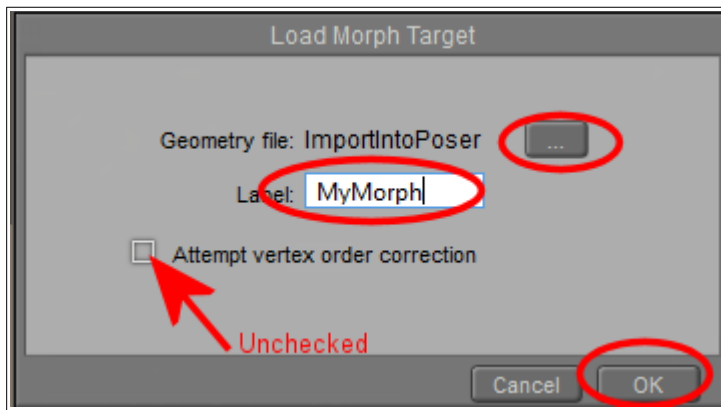 Load Morph Target
Geometry file: ImportIntoPoser ...
Label: MyMorph
Attempt vertex order correction
Unchecked
Cancel OK